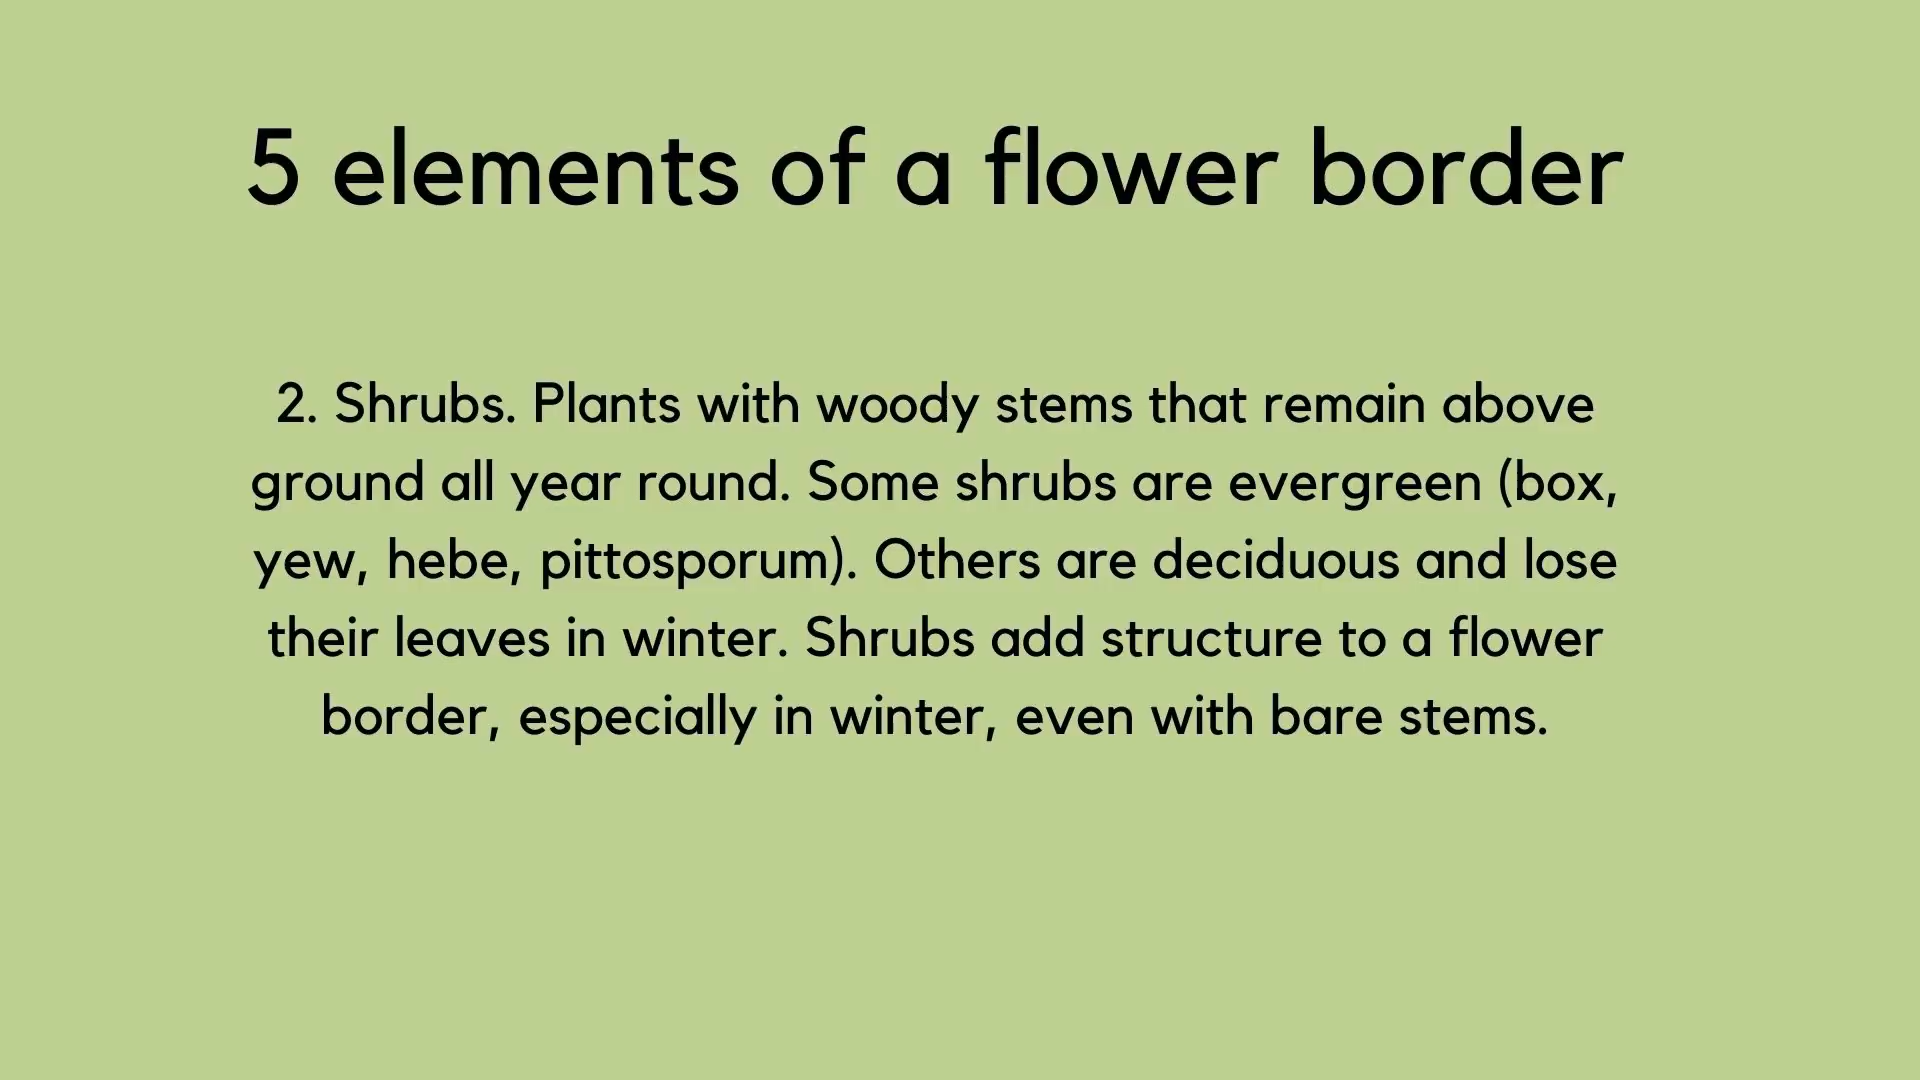 5 elements of a flower border
2. Shrubs. Plants with woody stems that remain above
ground all year round. Some shrubs are evergreen (box,
yew, hebe, pittosporum). Others are deciduous and lose
their leaves in winter. Shrubs add structure to a flower
border, especially in winter, even with bare stems.